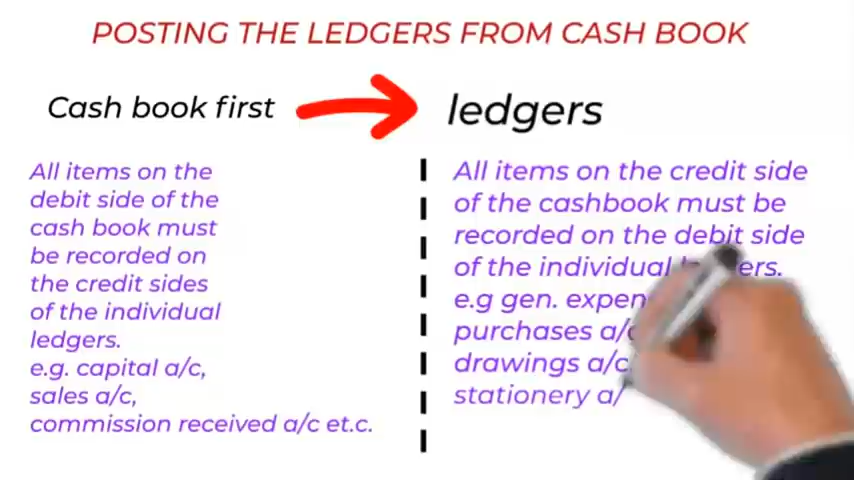 POSTING THE LEDGERS FROM CASH BOOK
Cash book first
ledgers
All items on the
debit side of the
cash book must
be recorded on
the credit sides
of the individual
ledgers.
e.g. capital a/c,
sales a/c,
commission received a/c et.c.
All items on the credit side
of the cashbook must be
recorded on the debit side
of the individual
e.g gen.
purchases
drawings a/c
stationery a/